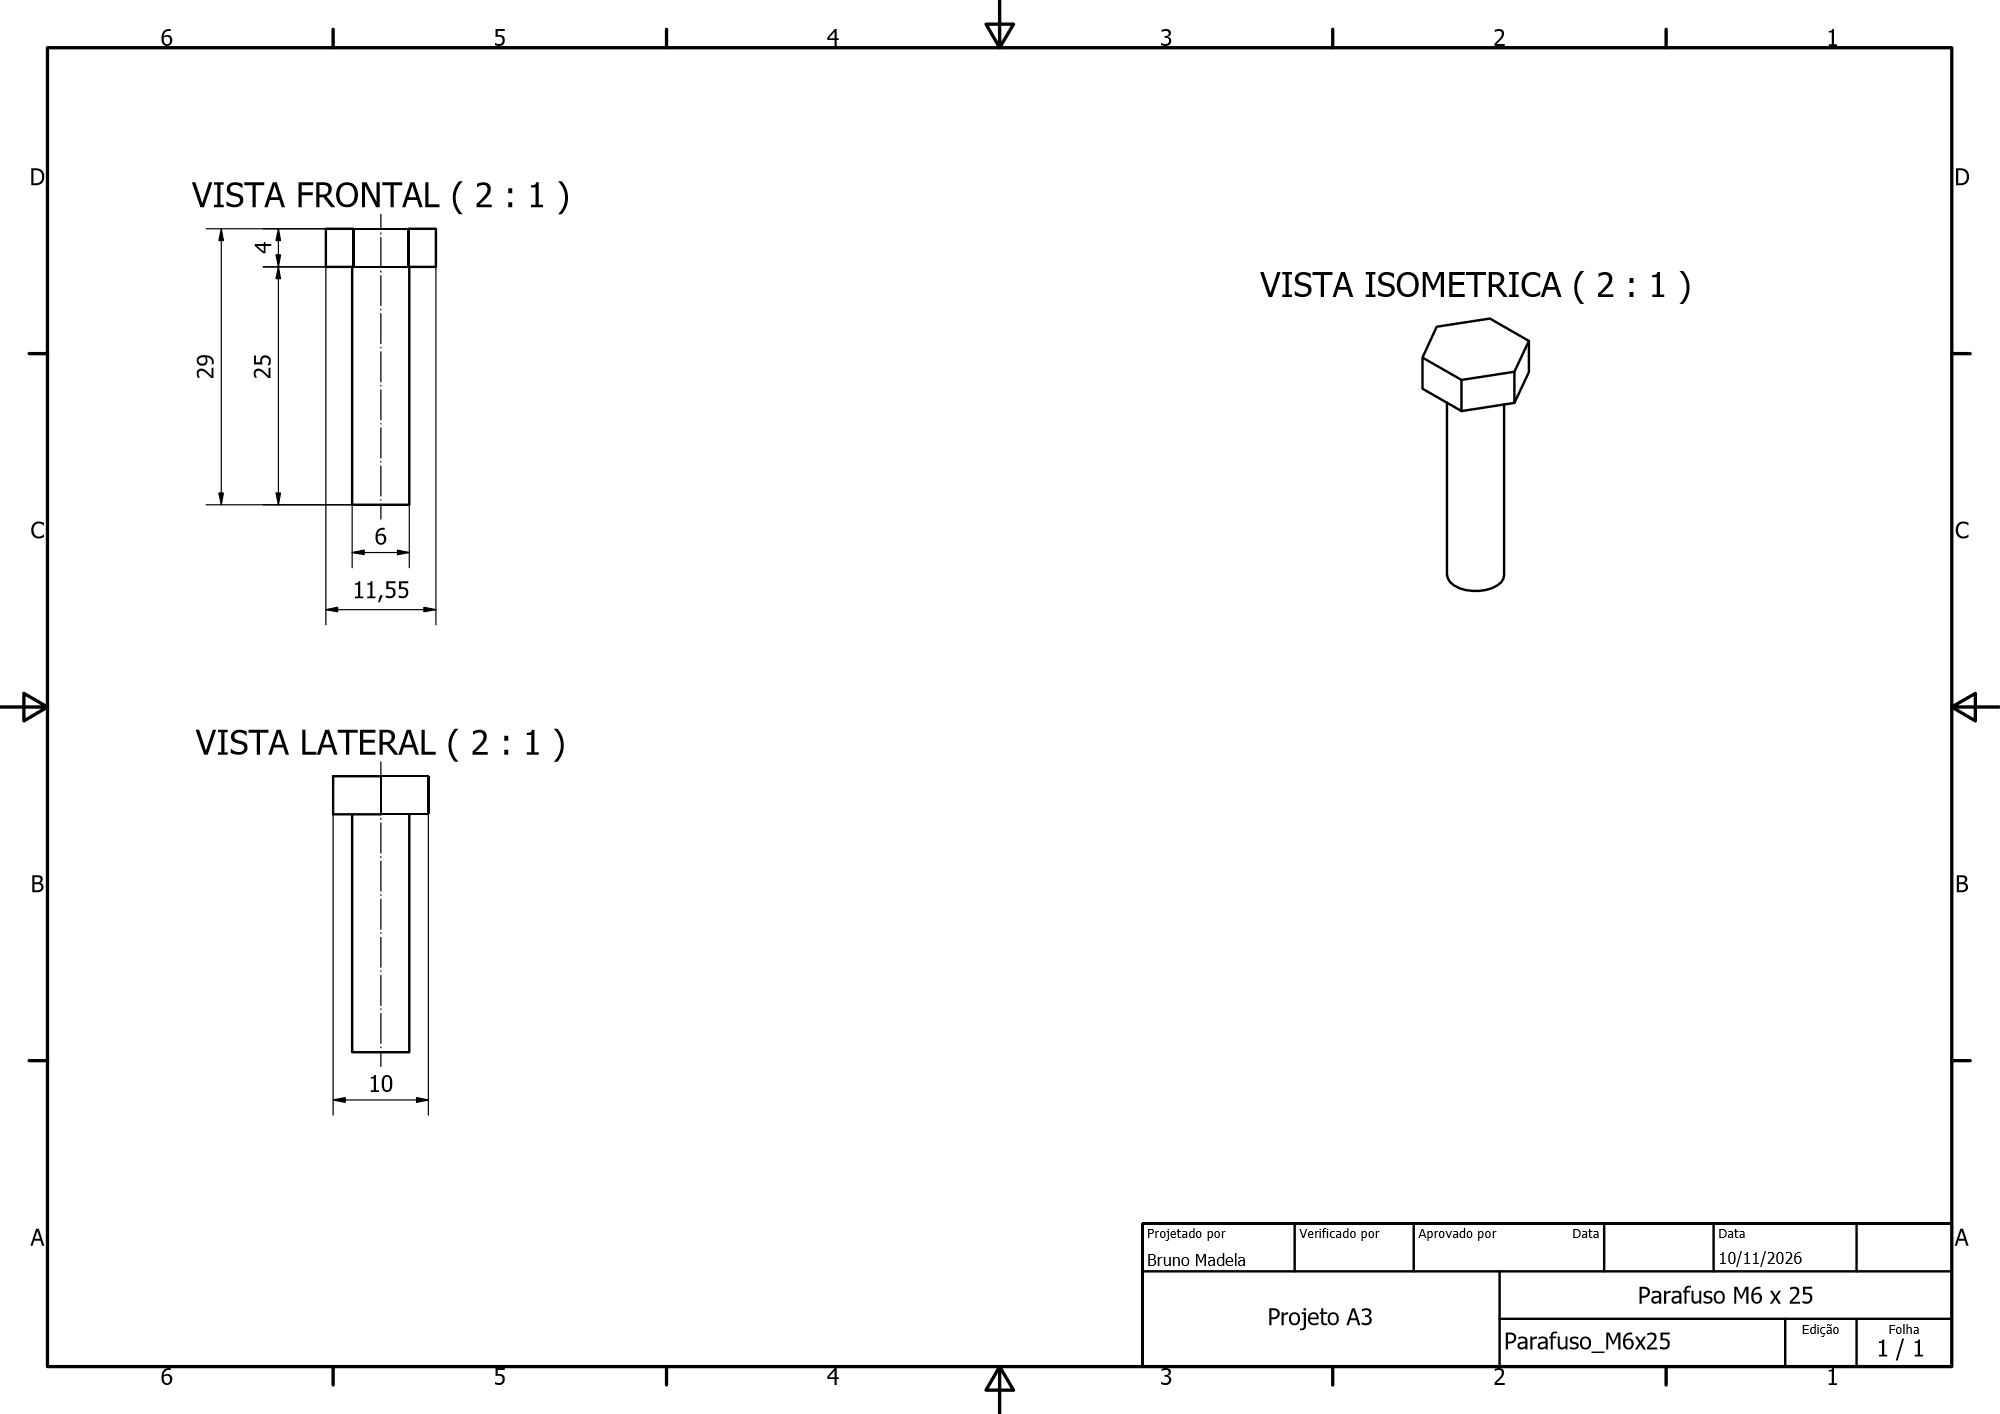 6 5 4 3 2 1
D D
VISTA FRONTAL ( 2 : 1 )
4
29
25
6
11,55
VISTA ISOMETRICA ( 2 : 1 )
C C
VISTA LATERAL ( 2 : 1 )
10
B B
A A
Projetado por
Bruno Madela
Verificado por
Aprovado por
Data
Data
10/11/2026
Projeto A3
Parafuso M6 x 25
Parafuso_M6x25
Edição
Folha
1 / 1
6 5 4 3 2 1